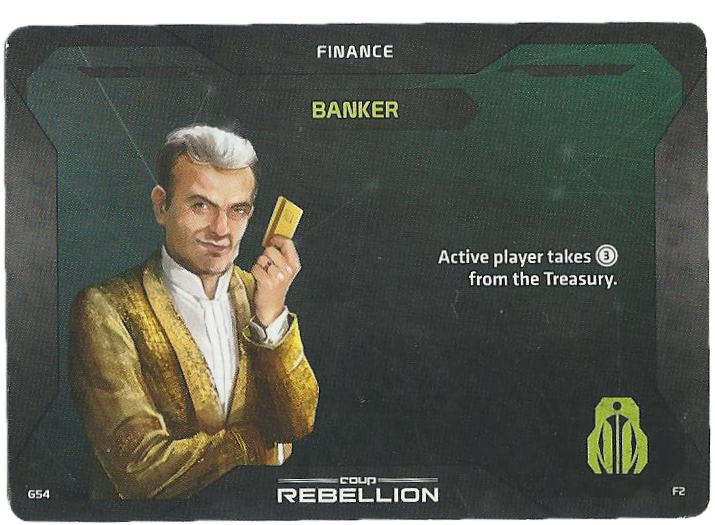 FINANCE
BANKER
Active player takes 3
from the Treasury.
G54
coup
REBELLION
F2